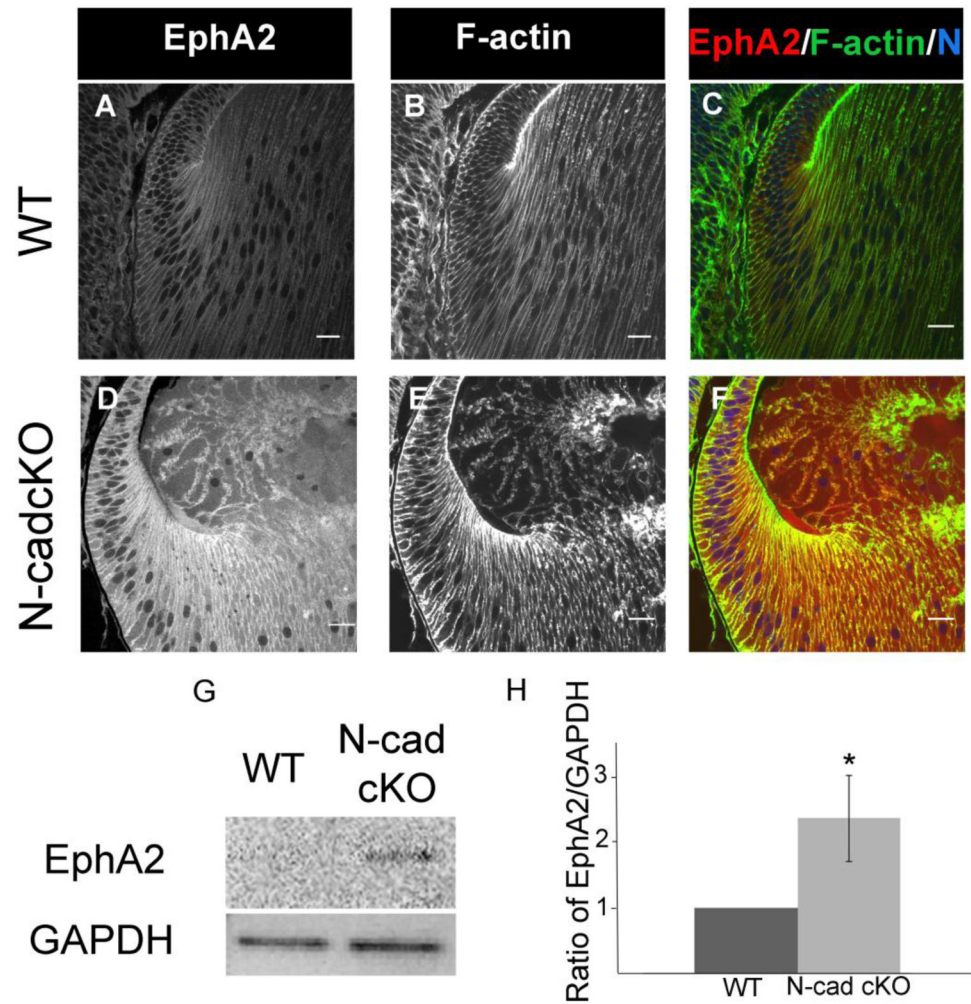 EphA2
F-actin
EphA2/F-actin/N
WT
A
B
C
N-cadcKO
D
E
F
G
H
WT
N-cad
cKO
EphA2
GAPDH
Ratio of EphA2/GAPDH
3
2
1
*
WT
N-cad cKO